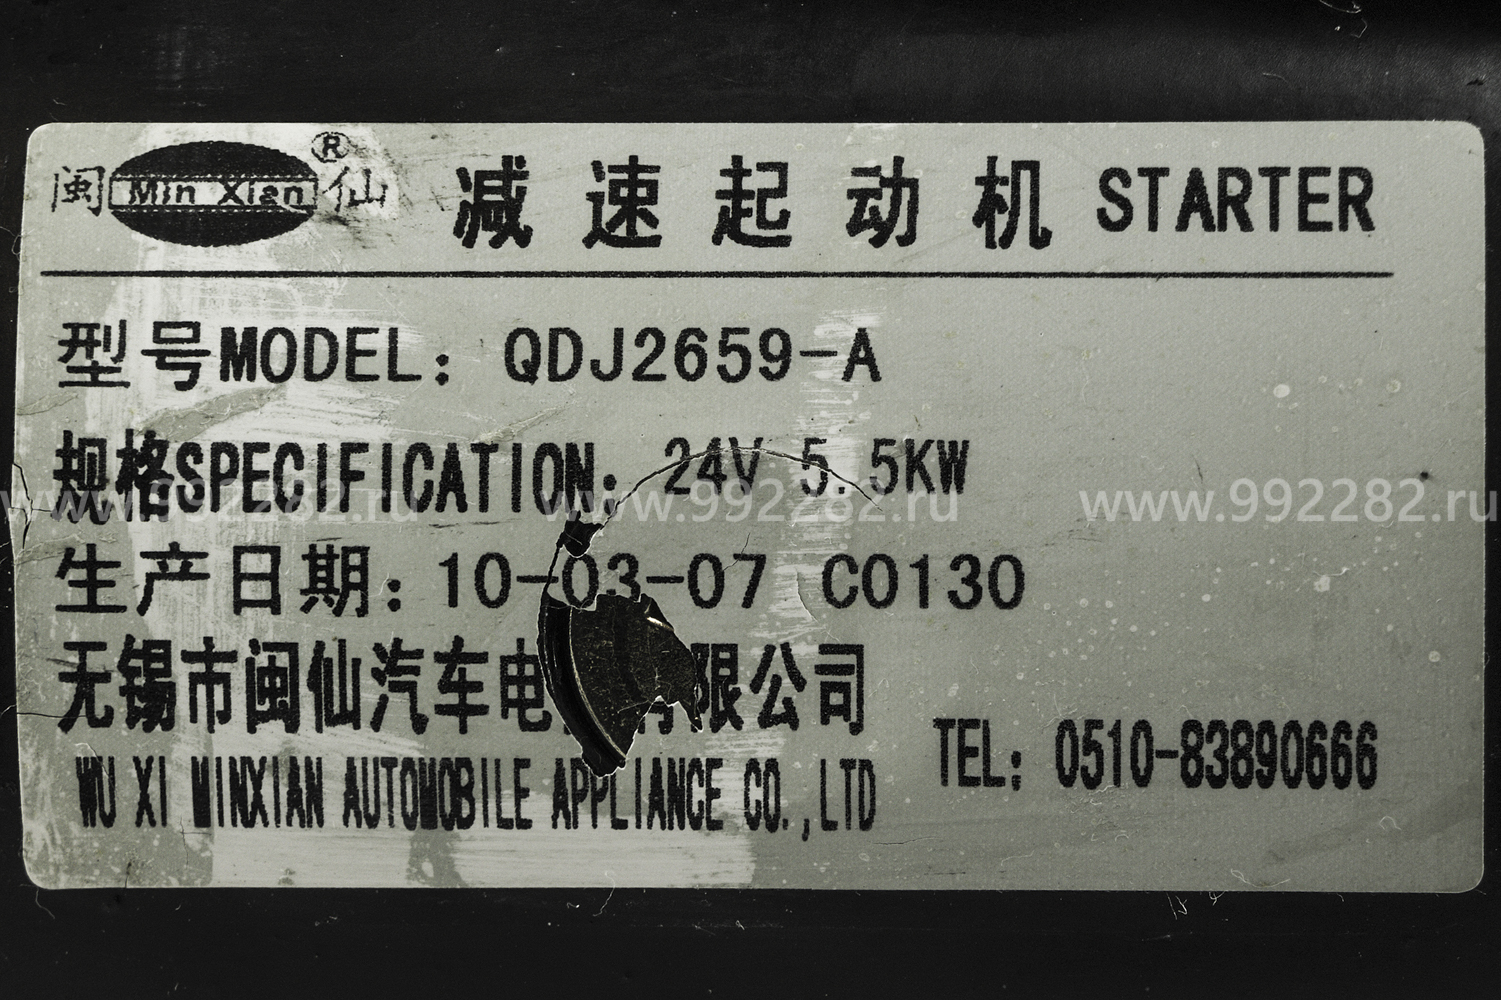 闽 Min Xian ® 仙 减速起动机 STARTER
型号MODEL: QDJ2659-A
规格SPECIFICATION: 24V 5.5KW
www.992282.ru www.992282.ru www.992282.ru
生产日期: 10-03-07 C0130
无锡市闽仙汽车电 有限公司
WU XI MINXIAN AUTOMOBILE APPLIANCE CO.,LTD
TEL: 0510-83890666